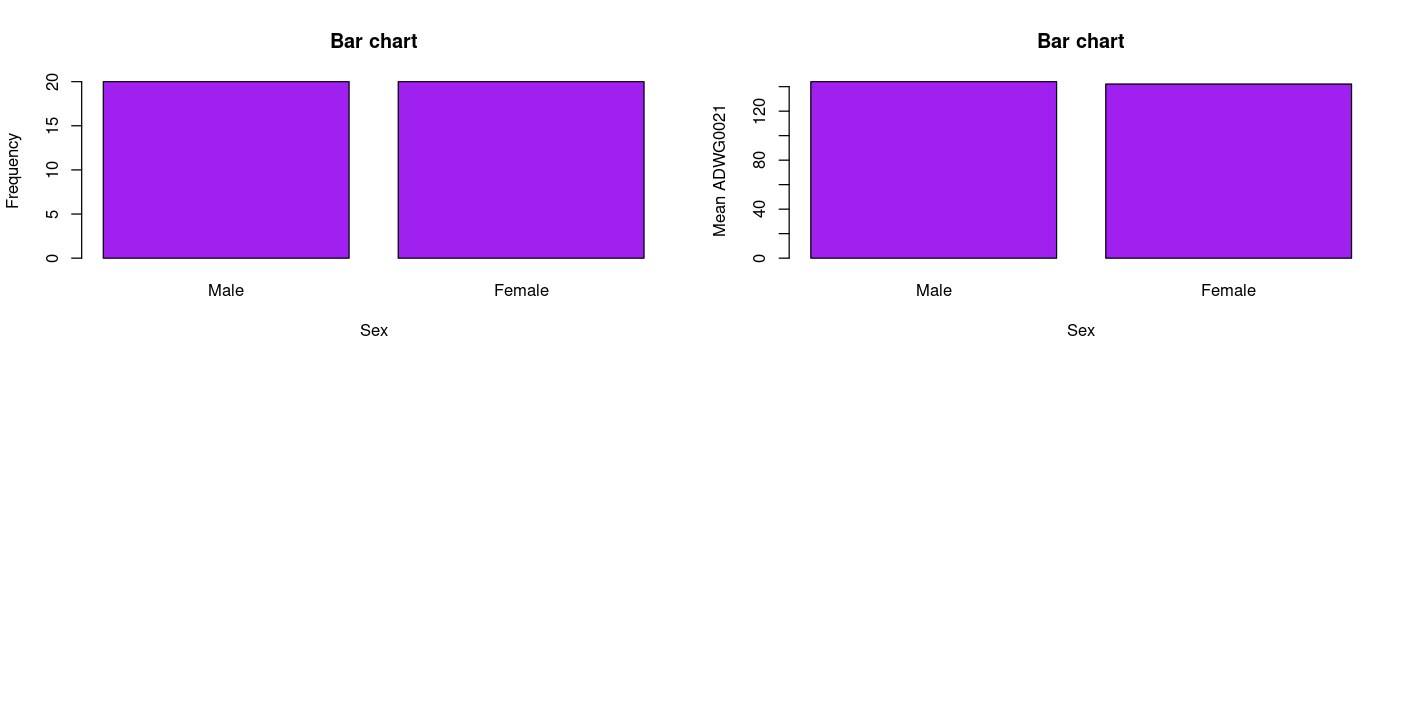 Bar chart
Frequency
20
15
10
5
0
Male Female
Sex
Bar chart
Mean ADWG0021
120
80
40
0
Male Female
Sex